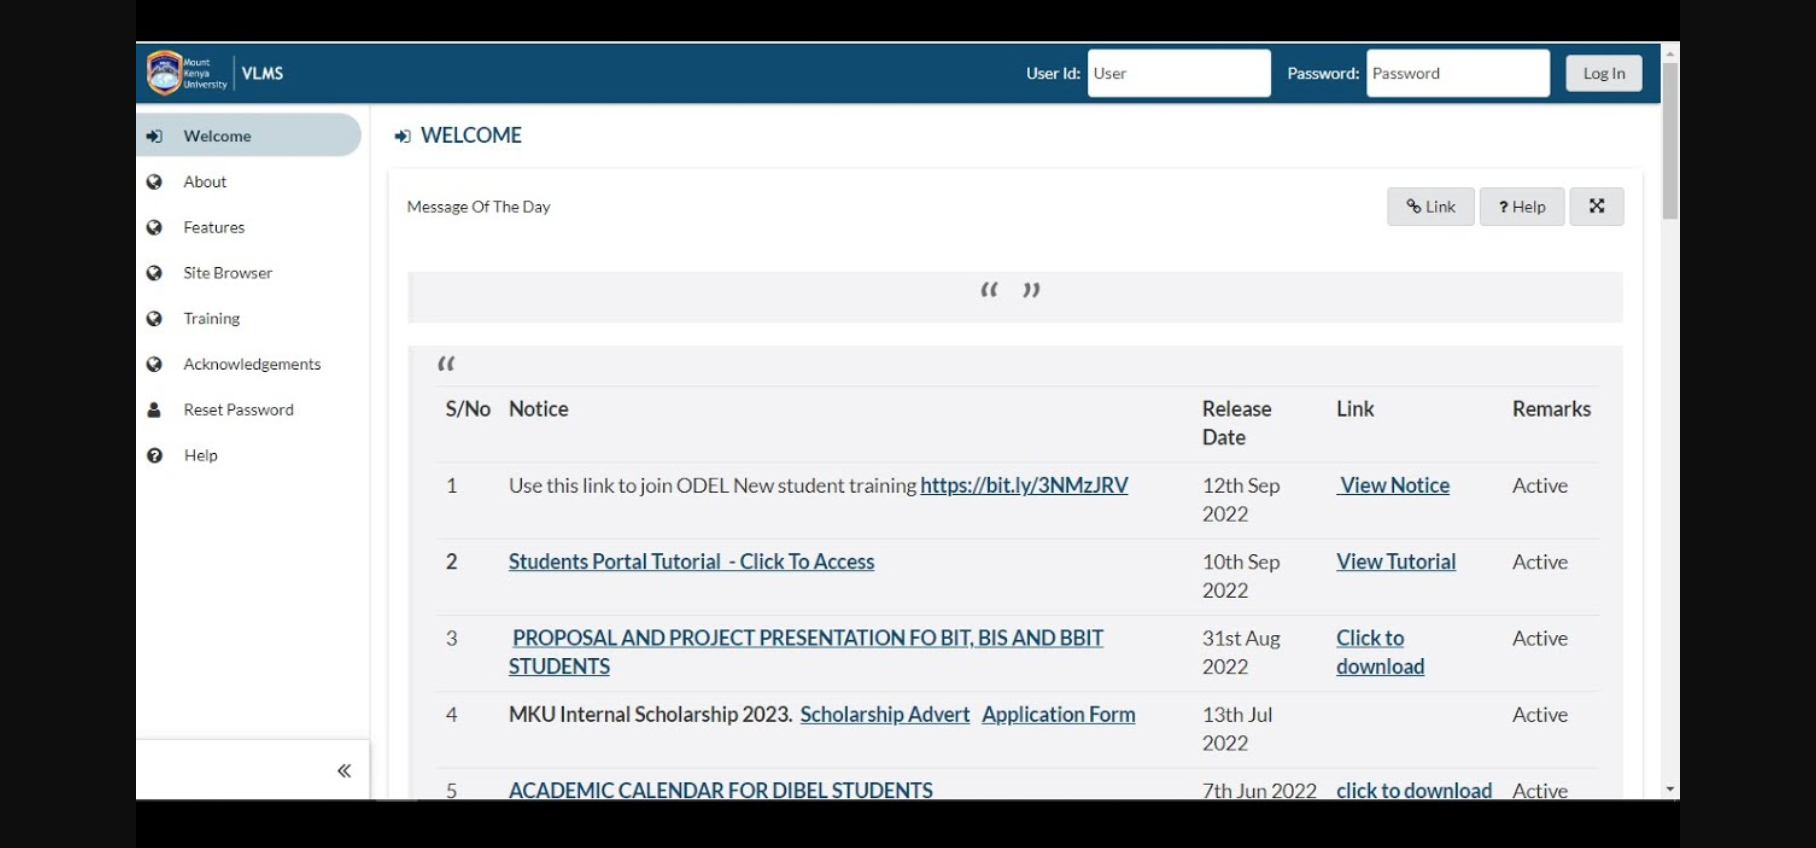 Mount
Kenya
University
VLMS
User Id:
User
Password:
Password
Log In
Welcome
About
Features
Site Browser
Training
Acknowledgements
Reset Password
Help
«
WELCOME
Message Of The Day
Link
? Help
“ ”
“
S/No Notice Release Date Link Remarks
1 Use this link to join ODEL New student training https://bit.ly/3NMzJRV 12th Sep 2022 View Notice Active
2 Students Portal Tutorial - Click To Access 10th Sep 2022 View Tutorial Active
3 PROPOSAL AND PROJECT PRESENTATION FO BIT, BIS AND BBIT STUDENTS 31st Aug 2022 Click to download Active
4 MKU Internal Scholarship 2023. Scholarship Advert Application Form 13th Jul 2022 Active
5 ACADEMIC CALENDAR FOR DIBEL STUDENTS 7th Jun 2022 click to download Active